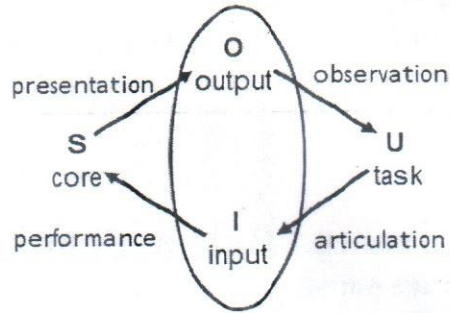 O
output
presentation
observation
S
core
U
task
I
input
performance
articulation